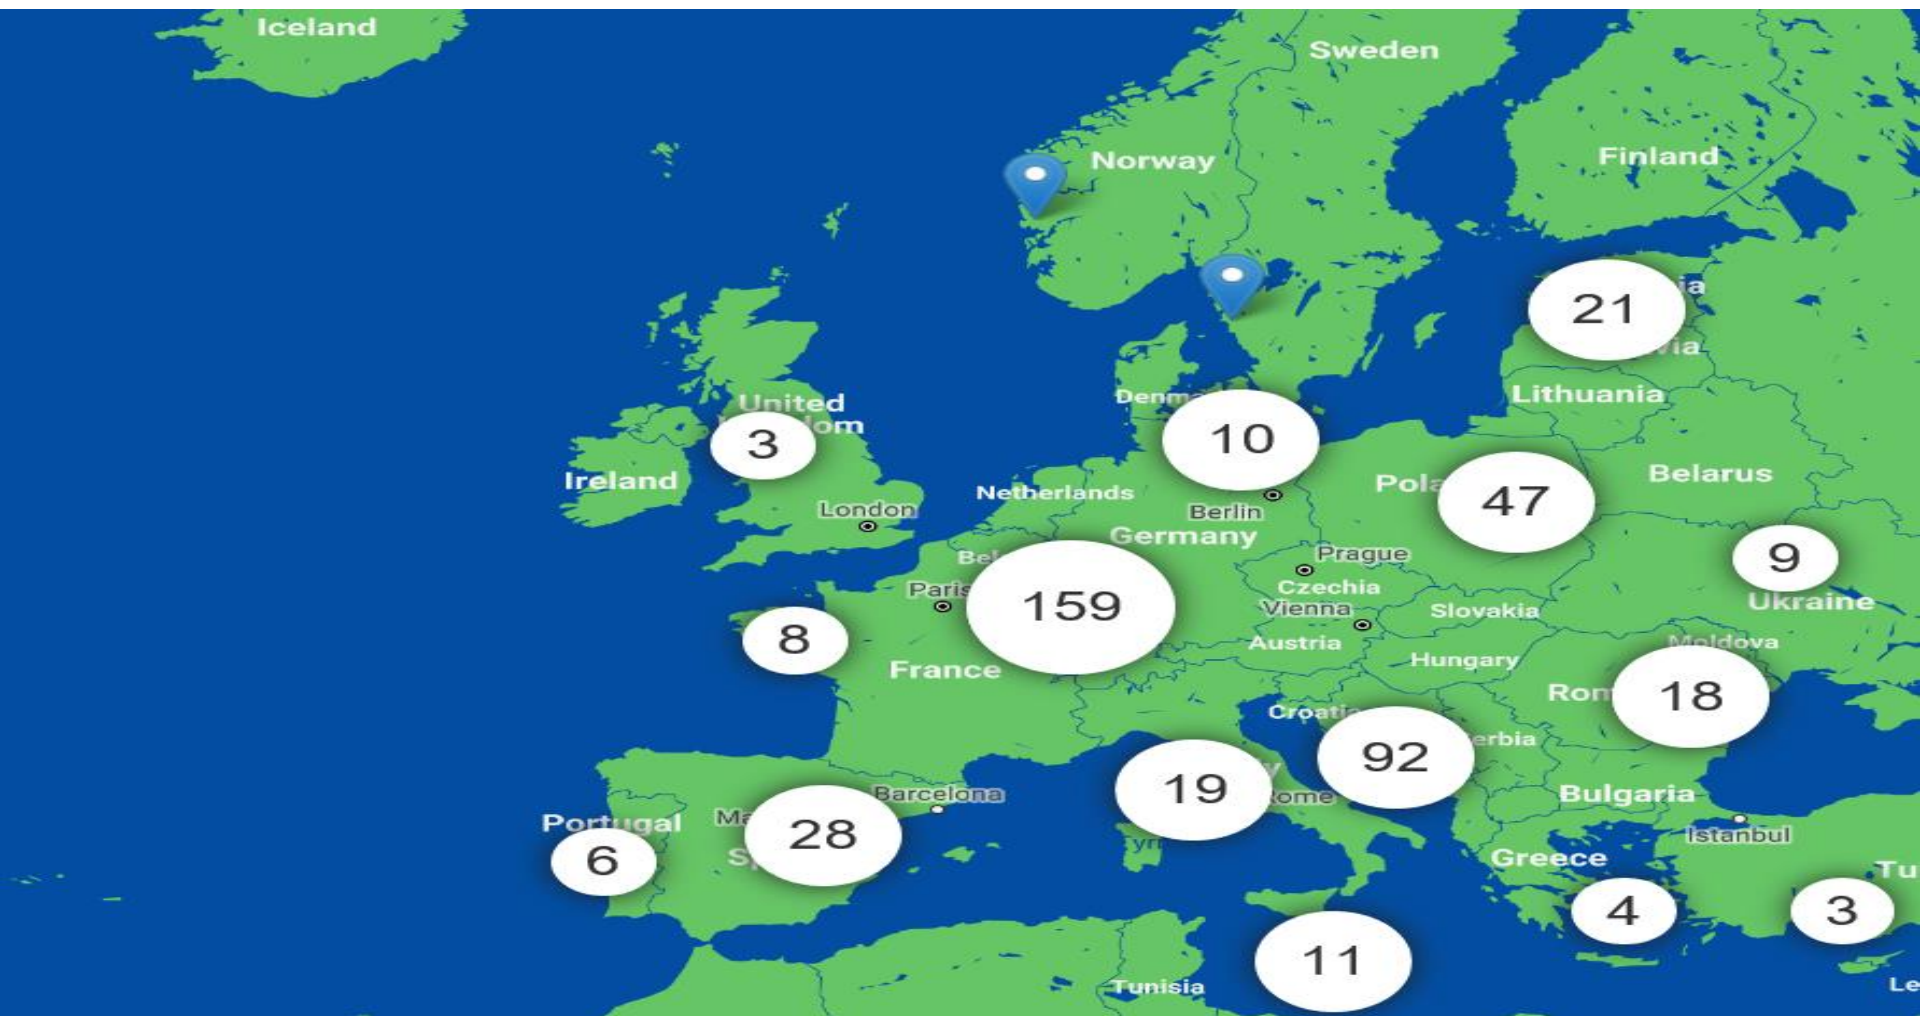 Iceland
Sweden
Norway
Finland
21
Lithuania
United
3
Ireland
London
10
Netherlands
Berlin
Germany
47
Belarus
9
Ukraine
Prague
Czechia
Vienna
Slovakia
Austria
Hungary
Moldova
Paris
159
8
France
18
92
19
Bulgaria
Istanbul
Barcelona
Portugal
28
6
Greece
4
3
11
Tunisia